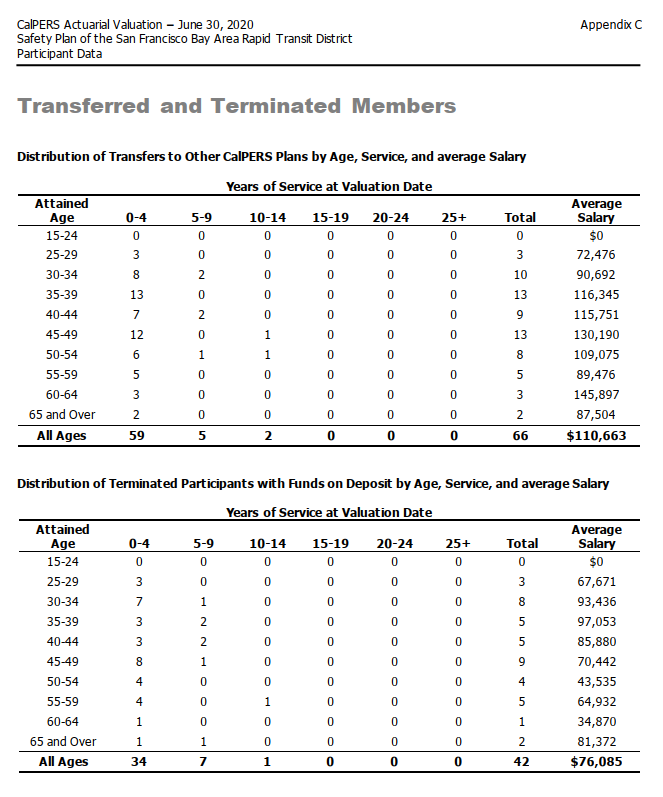 CalPERS Actuarial Valuation – June 30, 2020 Appendix C
Safety Plan of the San Francisco Bay Area Rapid Transit District
Participant Data
Transferred and Terminated Members
Distribution of Transfers to Other CalPERS Plans by Age, Service, and average Salary
Years of Service at Valuation Date
Attained Average
Age 0-4 5-9 10-14 15-19 20-24 25+ Total Salary
15-24 0 0 0 0 0 0 0 $0
25-29 3 0 0 0 0 0 3 72,476
30-34 8 2 0 0 0 0 10 90,692
35-39 13 0 0 0 0 0 13 116,345
40-44 7 2 0 0 0 0 9 115,751
45-49 12 0 1 0 0 0 13 130,190
50-54 6 1 1 0 0 0 8 109,075
55-59 5 0 0 0 0 0 5 89,476
60-64 3 0 0 0 0 0 3 145,897
65 and Over 2 0 0 0 0 0 2 87,504
All Ages 59 5 2 0 0 0 66 $110,663
Distribution of Terminated Participants with Funds on Deposit by Age, Service, and average Salary
Years of Service at Valuation Date
Attained Average
Age 0-4 5-9 10-14 15-19 20-24 25+ Total Salary
15-24 0 0 0 0 0 0 0 $0
25-29 3 0 0 0 0 0 3 67,671
30-34 7 1 0 0 0 0 8 93,436
35-39 3 2 0 0 0 0 5 97,053
40-44 3 2 0 0 0 0 5 85,880
45-49 8 1 0 0 0 0 9 70,442
50-54 4 0 0 0 0 0 4 43,535
55-59 4 0 1 0 0 0 5 64,932
60-64 1 0 0 0 0 0 1 34,870
65 and Over 1 1 0 0 0 0 2 81,372
All Ages 34 7 1 0 0 0 42 $76,085